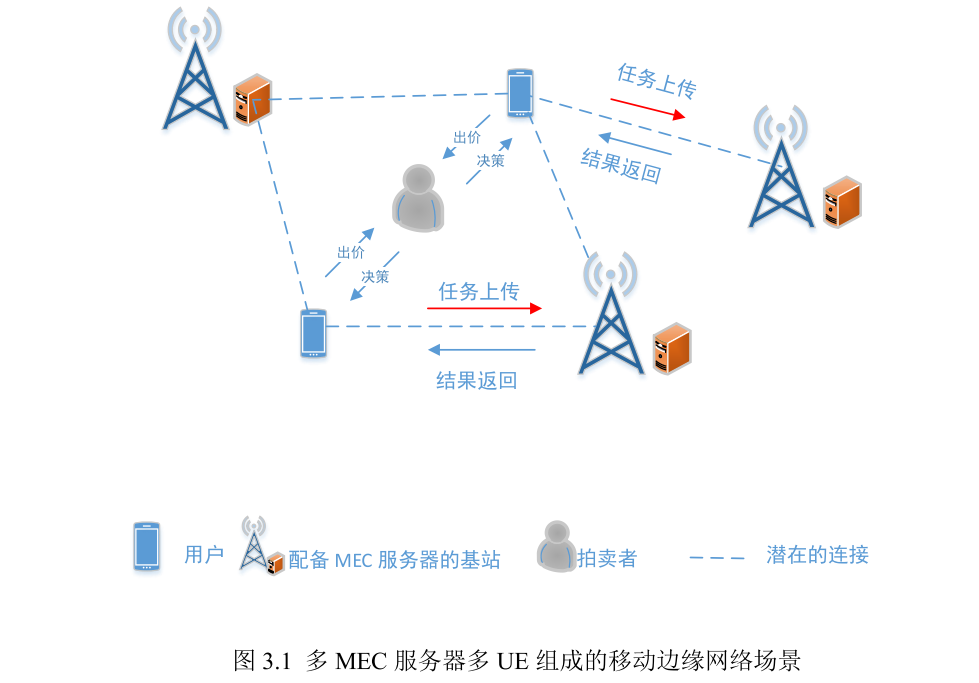 任务上传
出价
决策
结果返回
出价
决策
任务上传
结果返回
用户
配备 MEC 服务器的基站
拍卖者
潜在的连接
图 3.1 多 MEC 服务器多 UE 组成的移动边缘网络场景